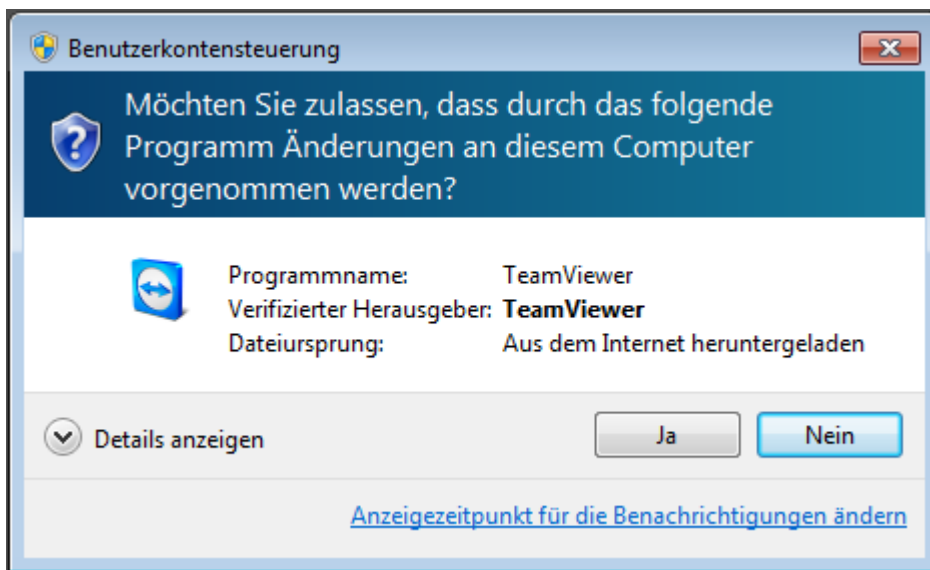 Benutzerkontensteuerung
Möchten Sie zulassen, dass durch das folgende
Programm Änderungen an diesem Computer
vorgenommen werden?
Programmname: TeamViewer
Verifizierter Herausgeber: TeamViewer
Dateiursprung: Aus dem Internet heruntergeladen
Details anzeigen Ja Nein
Anzeigezeitpunkt für die Benachrichtigungen ändern